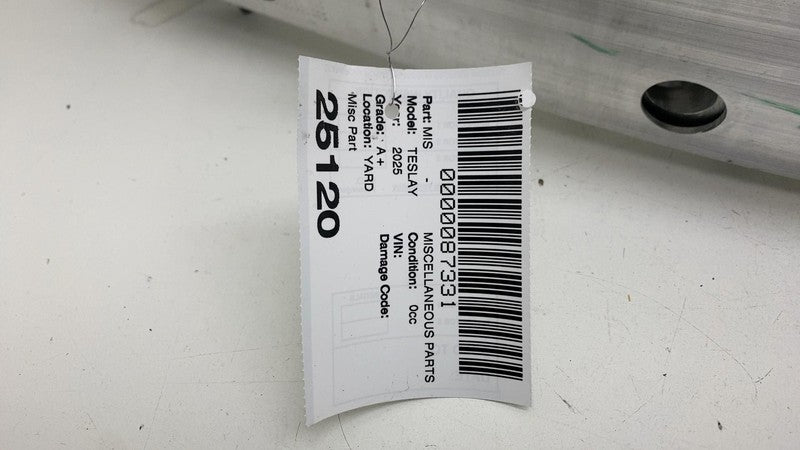 0000087331
Part: MIS - MISCELLANEOUS PARTS
Model: TESLAY Condition: 0cc
Year: 2025 VIN:
Grade: A+ Damage Code:
Location: YARD
Misc Part
25120